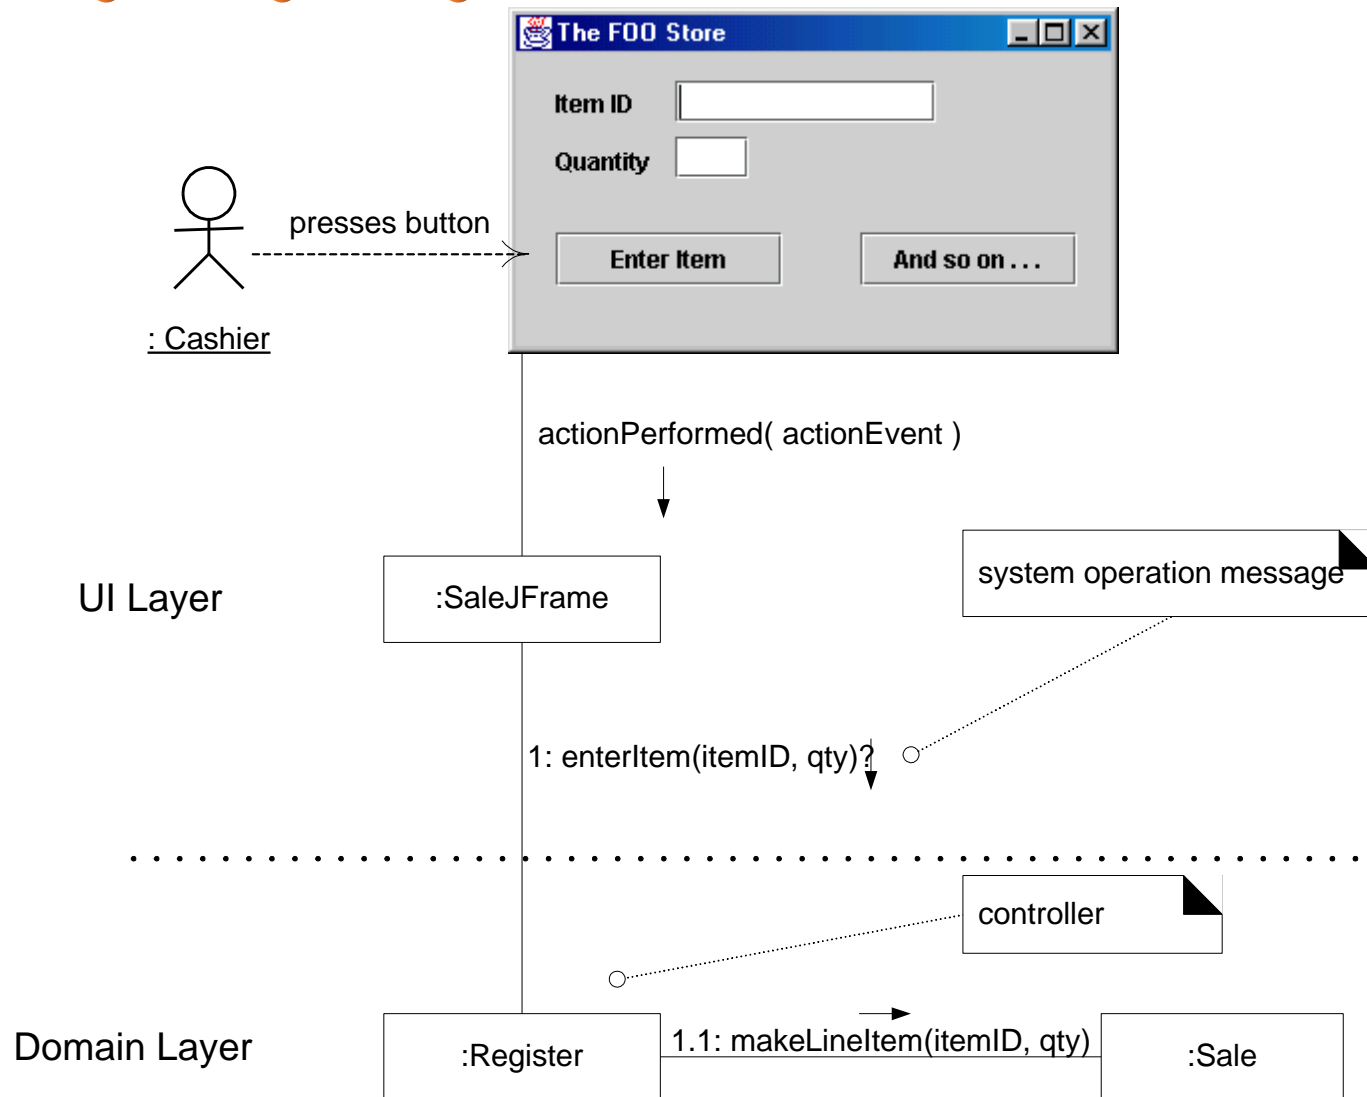 The FOO Store
Item ID
Quantity
presses button
Enter Item
And so on . . .
: Cashier
actionPerformed( actionEvent )
system operation message
UI Layer
:SaleJFrame
1: enterItem(itemID, qty)?
controller
Domain Layer
:Register
1.1: makeLineItem(itemID, qty)
:Sale